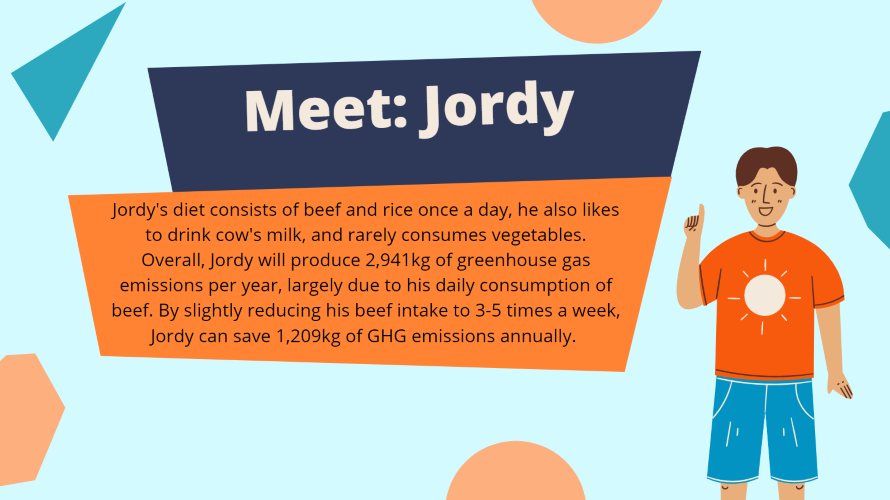 Meet: Jordy
Jordy's diet consists of beef and rice once a day, he also likes
to drink cow's milk, and rarely consumes vegetables.
Overall, Jordy will produce 2,941kg of greenhouse gas
emissions per year, largely due to his daily consumption of
beef. By slightly reducing his beef intake to 3-5 times a week,
Jordy can save 1,209kg of GHG emissions annually.